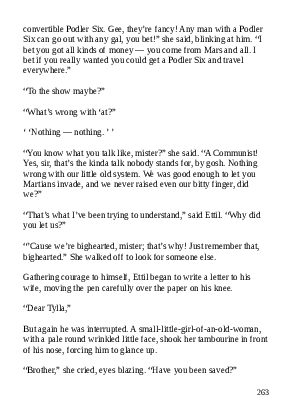 convertible Podler Six. Gee, they're fancy! Any man with a Podler
Six can go out with any gal, you bet!” she said, blinking at him. “I
bet you got all kinds of money — you come from Mars and all. I
bet if you really wanted you could get a Podler Six and travel
everywhere.”
“To the show maybe?”
“What's wrong with ‘at?”
‘ ‘Nothing — nothing. ’ ’
“You know what you talk like, mister?” she said. “A Communist!
Yes, sir, that's the kinda talk nobody stands for, by gosh. Nothing
wrong with our little old system. We was good enough to let you
Martians invade, and we never raised even our bitty finger, did
we?”
“That's what I've been trying to understand,” said Ettil. “Why did
you let us?”
“'Cause we're bighearted, mister; that's why! Just remember that,
bighearted.” She walked off to look for someone else.
Gathering courage to himself, Ettil began to write a letter to his
wife, moving the pen carefully over the paper on his knee.
“Dear Tylla,”
But again he was interrupted. A small-little-girl-of-an-old-woman,
with a pale round wrinkled little face, shook her tambourine in front
of his nose, forcing him to glance up.
“Brother,” she cried, eyes blazing. “Have you been saved?”
263